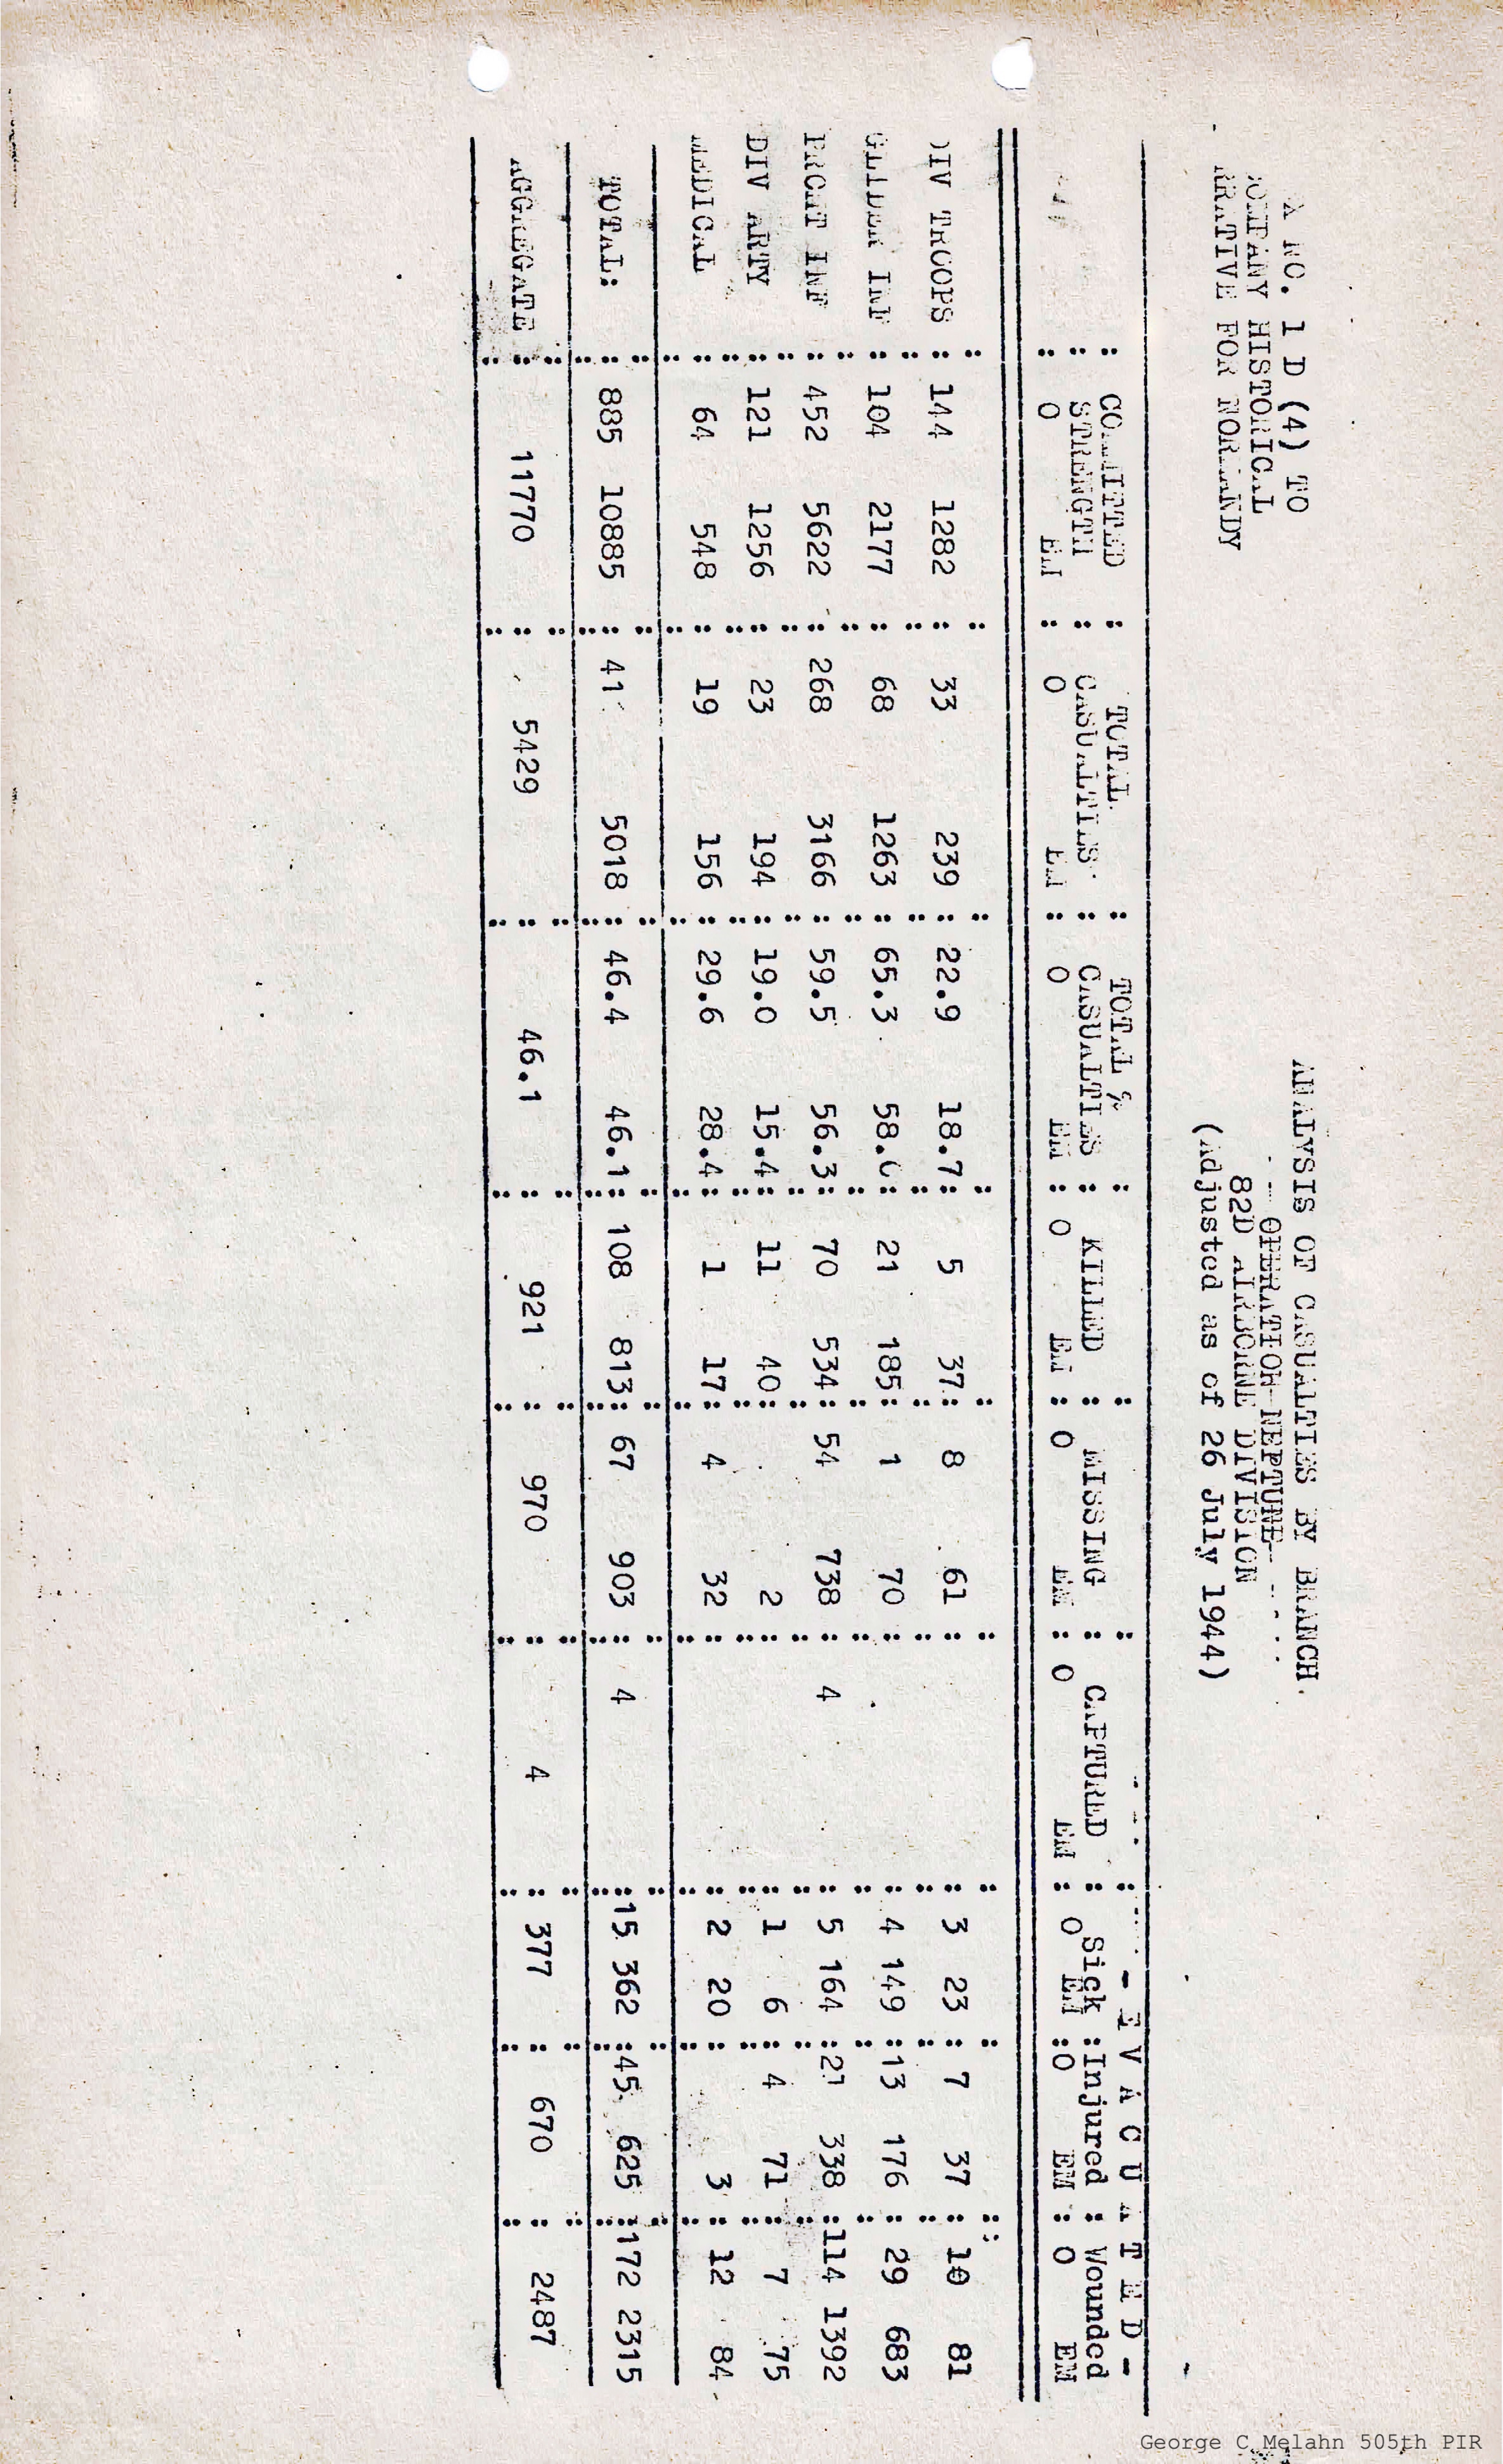 NO. 1 D (4) TO
HISTORICAL
FOR NORMANDY
ANALYSIS OF CASUALTIES BY BRANCH
OPERATION NEPTUNE
82D AIRBORNE DIVISION
(Adjusted as of 26 July 1944)
- E V A C U A T E D -
COMMITTED : TOTAL : TOTAL % :
STRENGTH : CASUALTIES : CASUALTIES : KILLED : MISSING : CAPTURED : Sick : Injured : Wounded
O EM : O EM : O EM : O EM : O EM : O EM : O EM : O EM : O EM
DIV TROOPS : 144 1282 : 33 239 : 22.9 18.7 : 5 37 : 8 61 : : 3 23 : 7 37 : 10 81
GLIDER INF : 104 2177 : 68 1263 : 65.3 58.0 : 21 185 : 1 70 : : 4 149 : 13 176 : 29 683
PRCHT INF : 452 5622 : 268 3166 : 59.5 56.3 : 70 534 : 54 738 : 4 : 5 164 : 21 338 : 114 1392
DIV ARTY : 121 1256 : 23 194 : 19.0 15.4 : 11 40 : 2 : : 1 6 : 4 71 : 7 75
MEDICAL : 64 548 : 19 156 : 29.6 28.4 : 1 17 : 4 32 : : 2 20 : 3 : 12 84
TOTAL: : 885 10885 : 41 5018 : 46.4 46.1 : 108 813 : 67 903 : 4 : 15 362 : 45 625 : 172 2315
AGGREGATE : 11770 : 5429 : 46.1 : 921 : 970 : 4 : 377 : 670 : 2487
George C Melahn 505th PIR